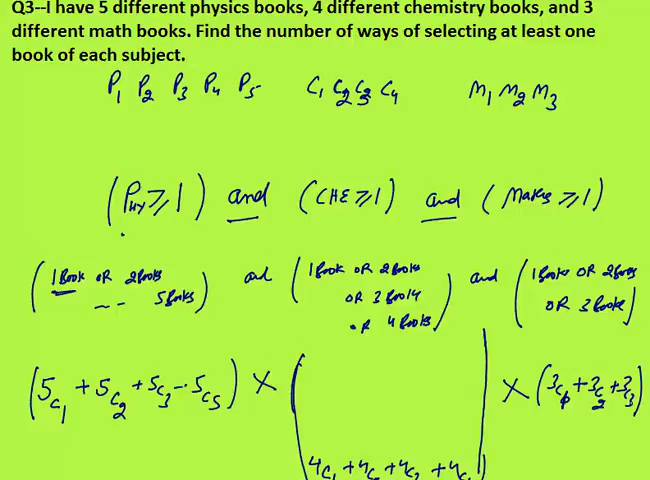 Q3--I have 5 different physics books, 4 different chemistry books, and 3
different math books. Find the number of ways of selecting at least one
book of each subject.
P1 P2 P3 P4 P5 C1 C2 C3 C4 M1 M2 M3
(PHY ⩾ 1) and (CHE ⩾ 1) and (Maths ⩾ 1)
(1 Book OR 2 Books -- - 5 Books) and (1 Book OR 2 Books OR 3 Books OR 4 Books) and (1 Book OR 2 Books OR 3 Book)
(5C1 + 5C2 + 5C3 -- 5C5) × (4C1 + 4C2 + 4C3 + 4C4) × (3C1 + 3C2 + 3C3)